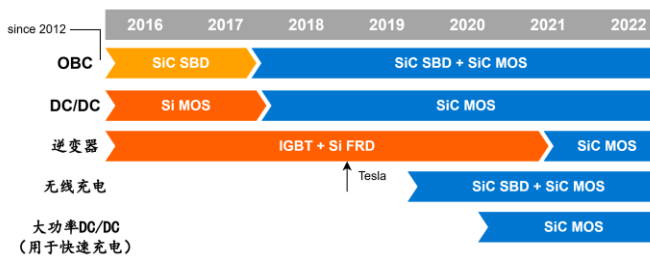 2016 2017 2018 2019 2020 2021 2022
since 2012
OBC SiC SBD SiC SBD + SiC MOS
DC/DC Si MOS SiC MOS
逆变器 IGBT + Si FRD SiC MOS
Tesla
无线充电 SiC SBD + SiC MOS
大功率DC/DC SiC MOS
（用于快速充电）